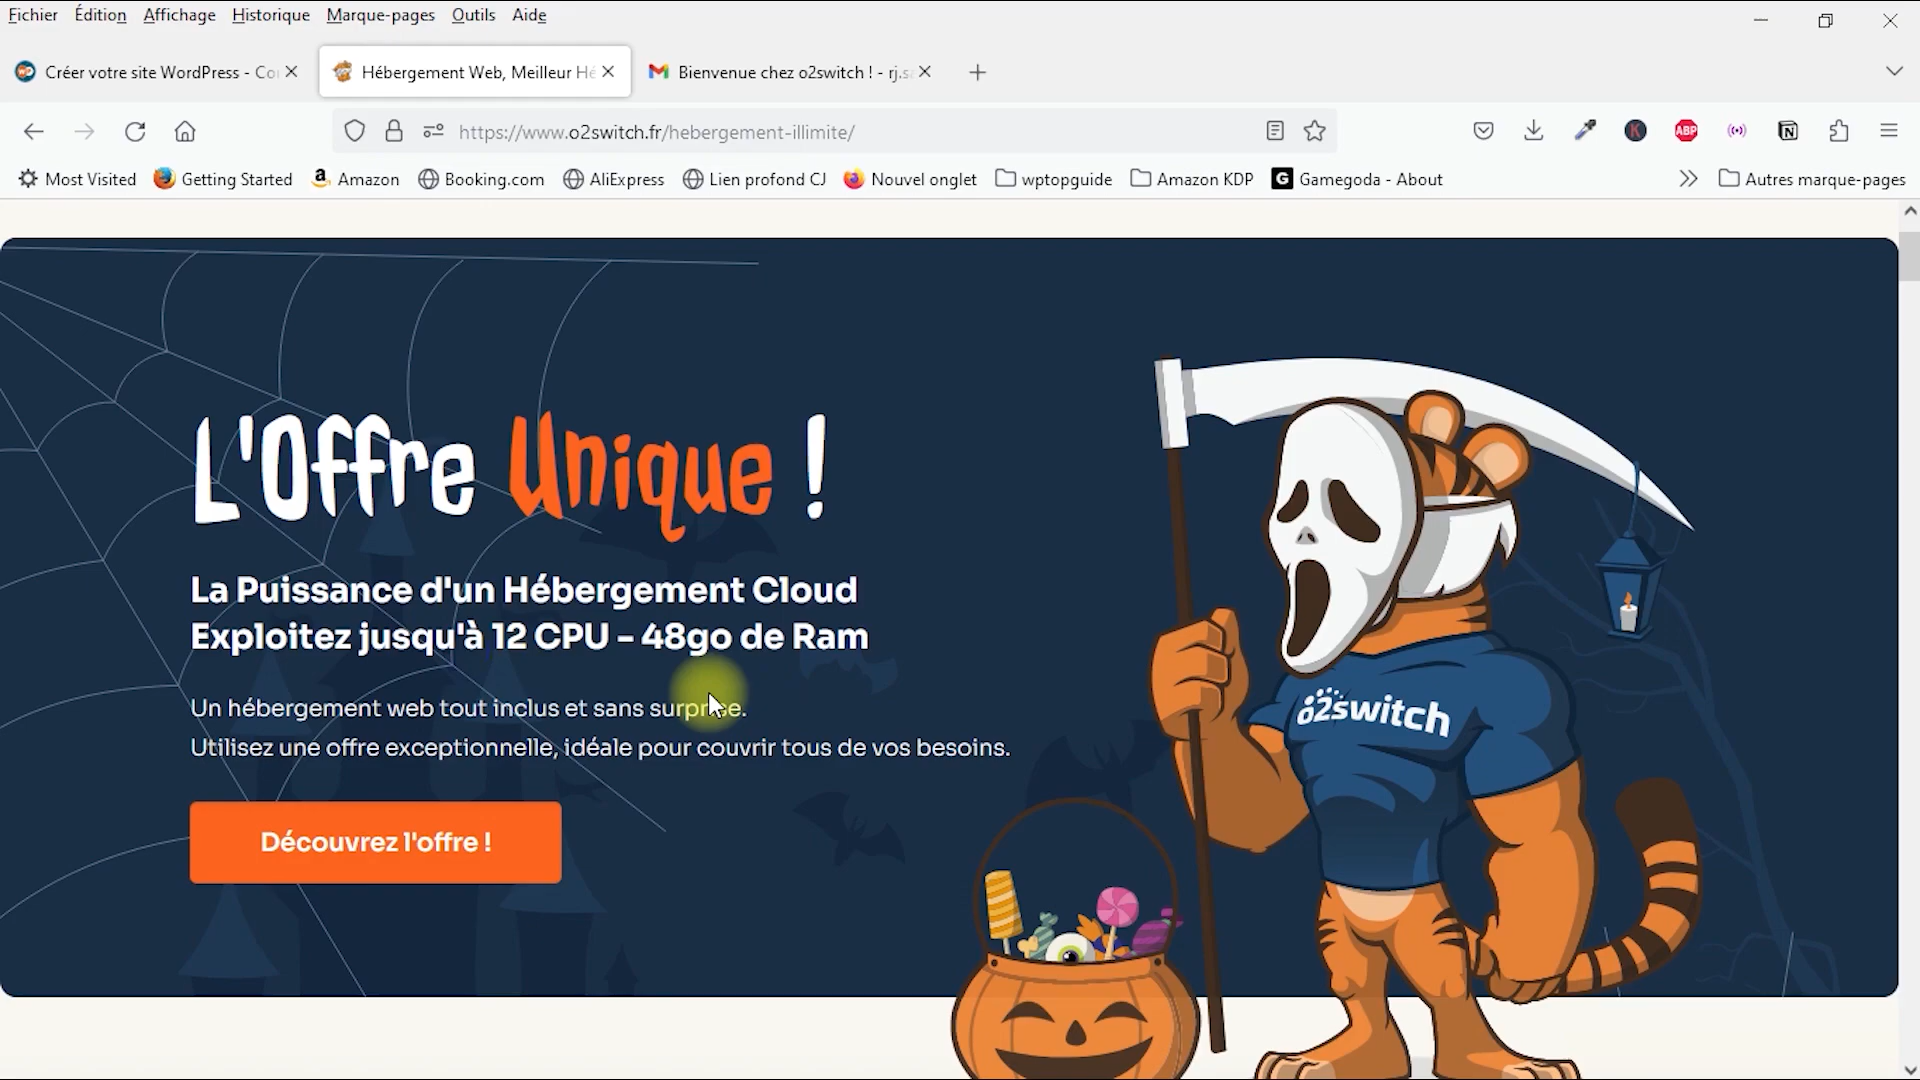 Fichier Édition Affichage Historique Marque-pages Outils Aide
Créer votre site WordPress - Co
Hébergement Web, Meilleur Hé
Bienvenue chez o2switch ! - rj.sa
https://www.o2switch.fr/hebergement-illimite/
K
ABP
N
Most Visited
Getting Started
Amazon
Booking.com
AliExpress
Lien profond CJ
Nouvel onglet
wptopguide
Amazon KDP
G Gamegoda - About
Autres marque-pages
L'Offre Unique !
La Puissance d'un Hébergement Cloud
Exploitez jusqu'à 12 CPU - 48go de Ram
Un hébergement web tout inclus et sans surprise.
Utilisez une offre exceptionnelle, idéale pour couvrir tous de vos besoins.
Découvrez l'offre !
o2switch